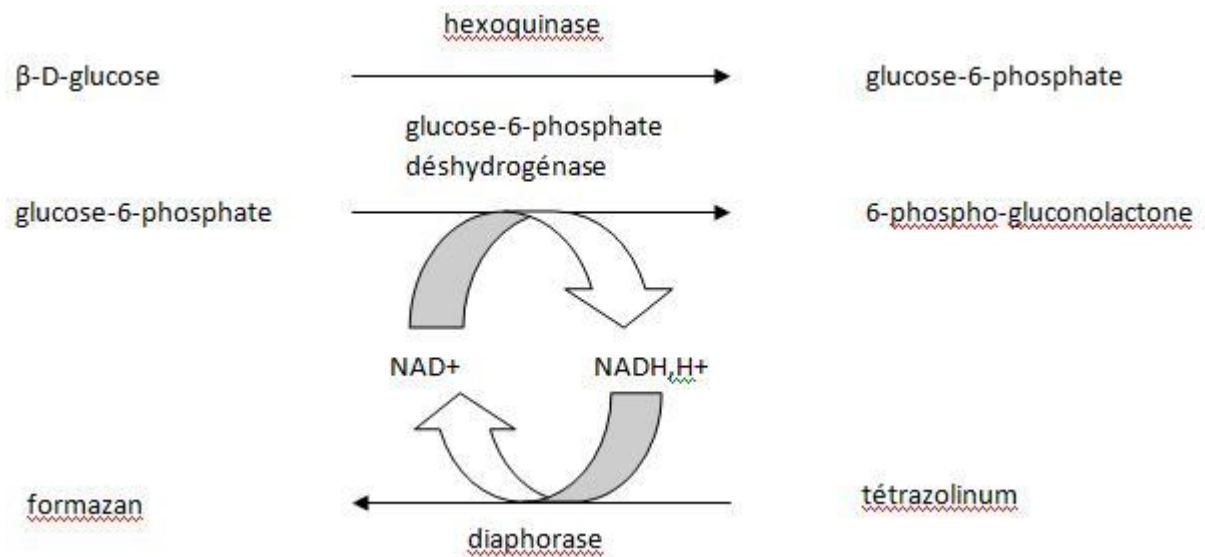 hexoquinase
β-D-glucose
glucose-6-phosphate
glucose-6-phosphate
déshydrogénase
glucose-6-phosphate
6-phospho-gluconolactone
NAD+
NADH,H+
formazan
tétrazolinum
diaphorase